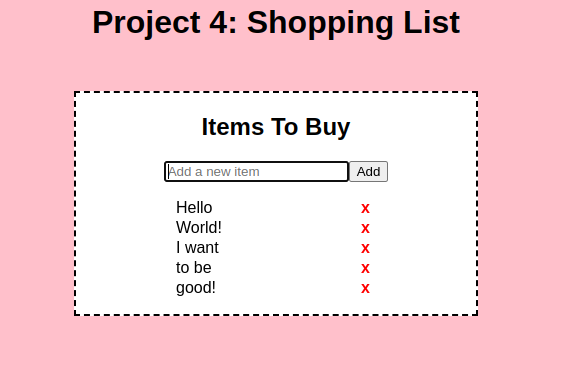 Project 4: Shopping List
Items To Buy
Add a new item Add
Hello x
World! x
I want x
to be x
good! x